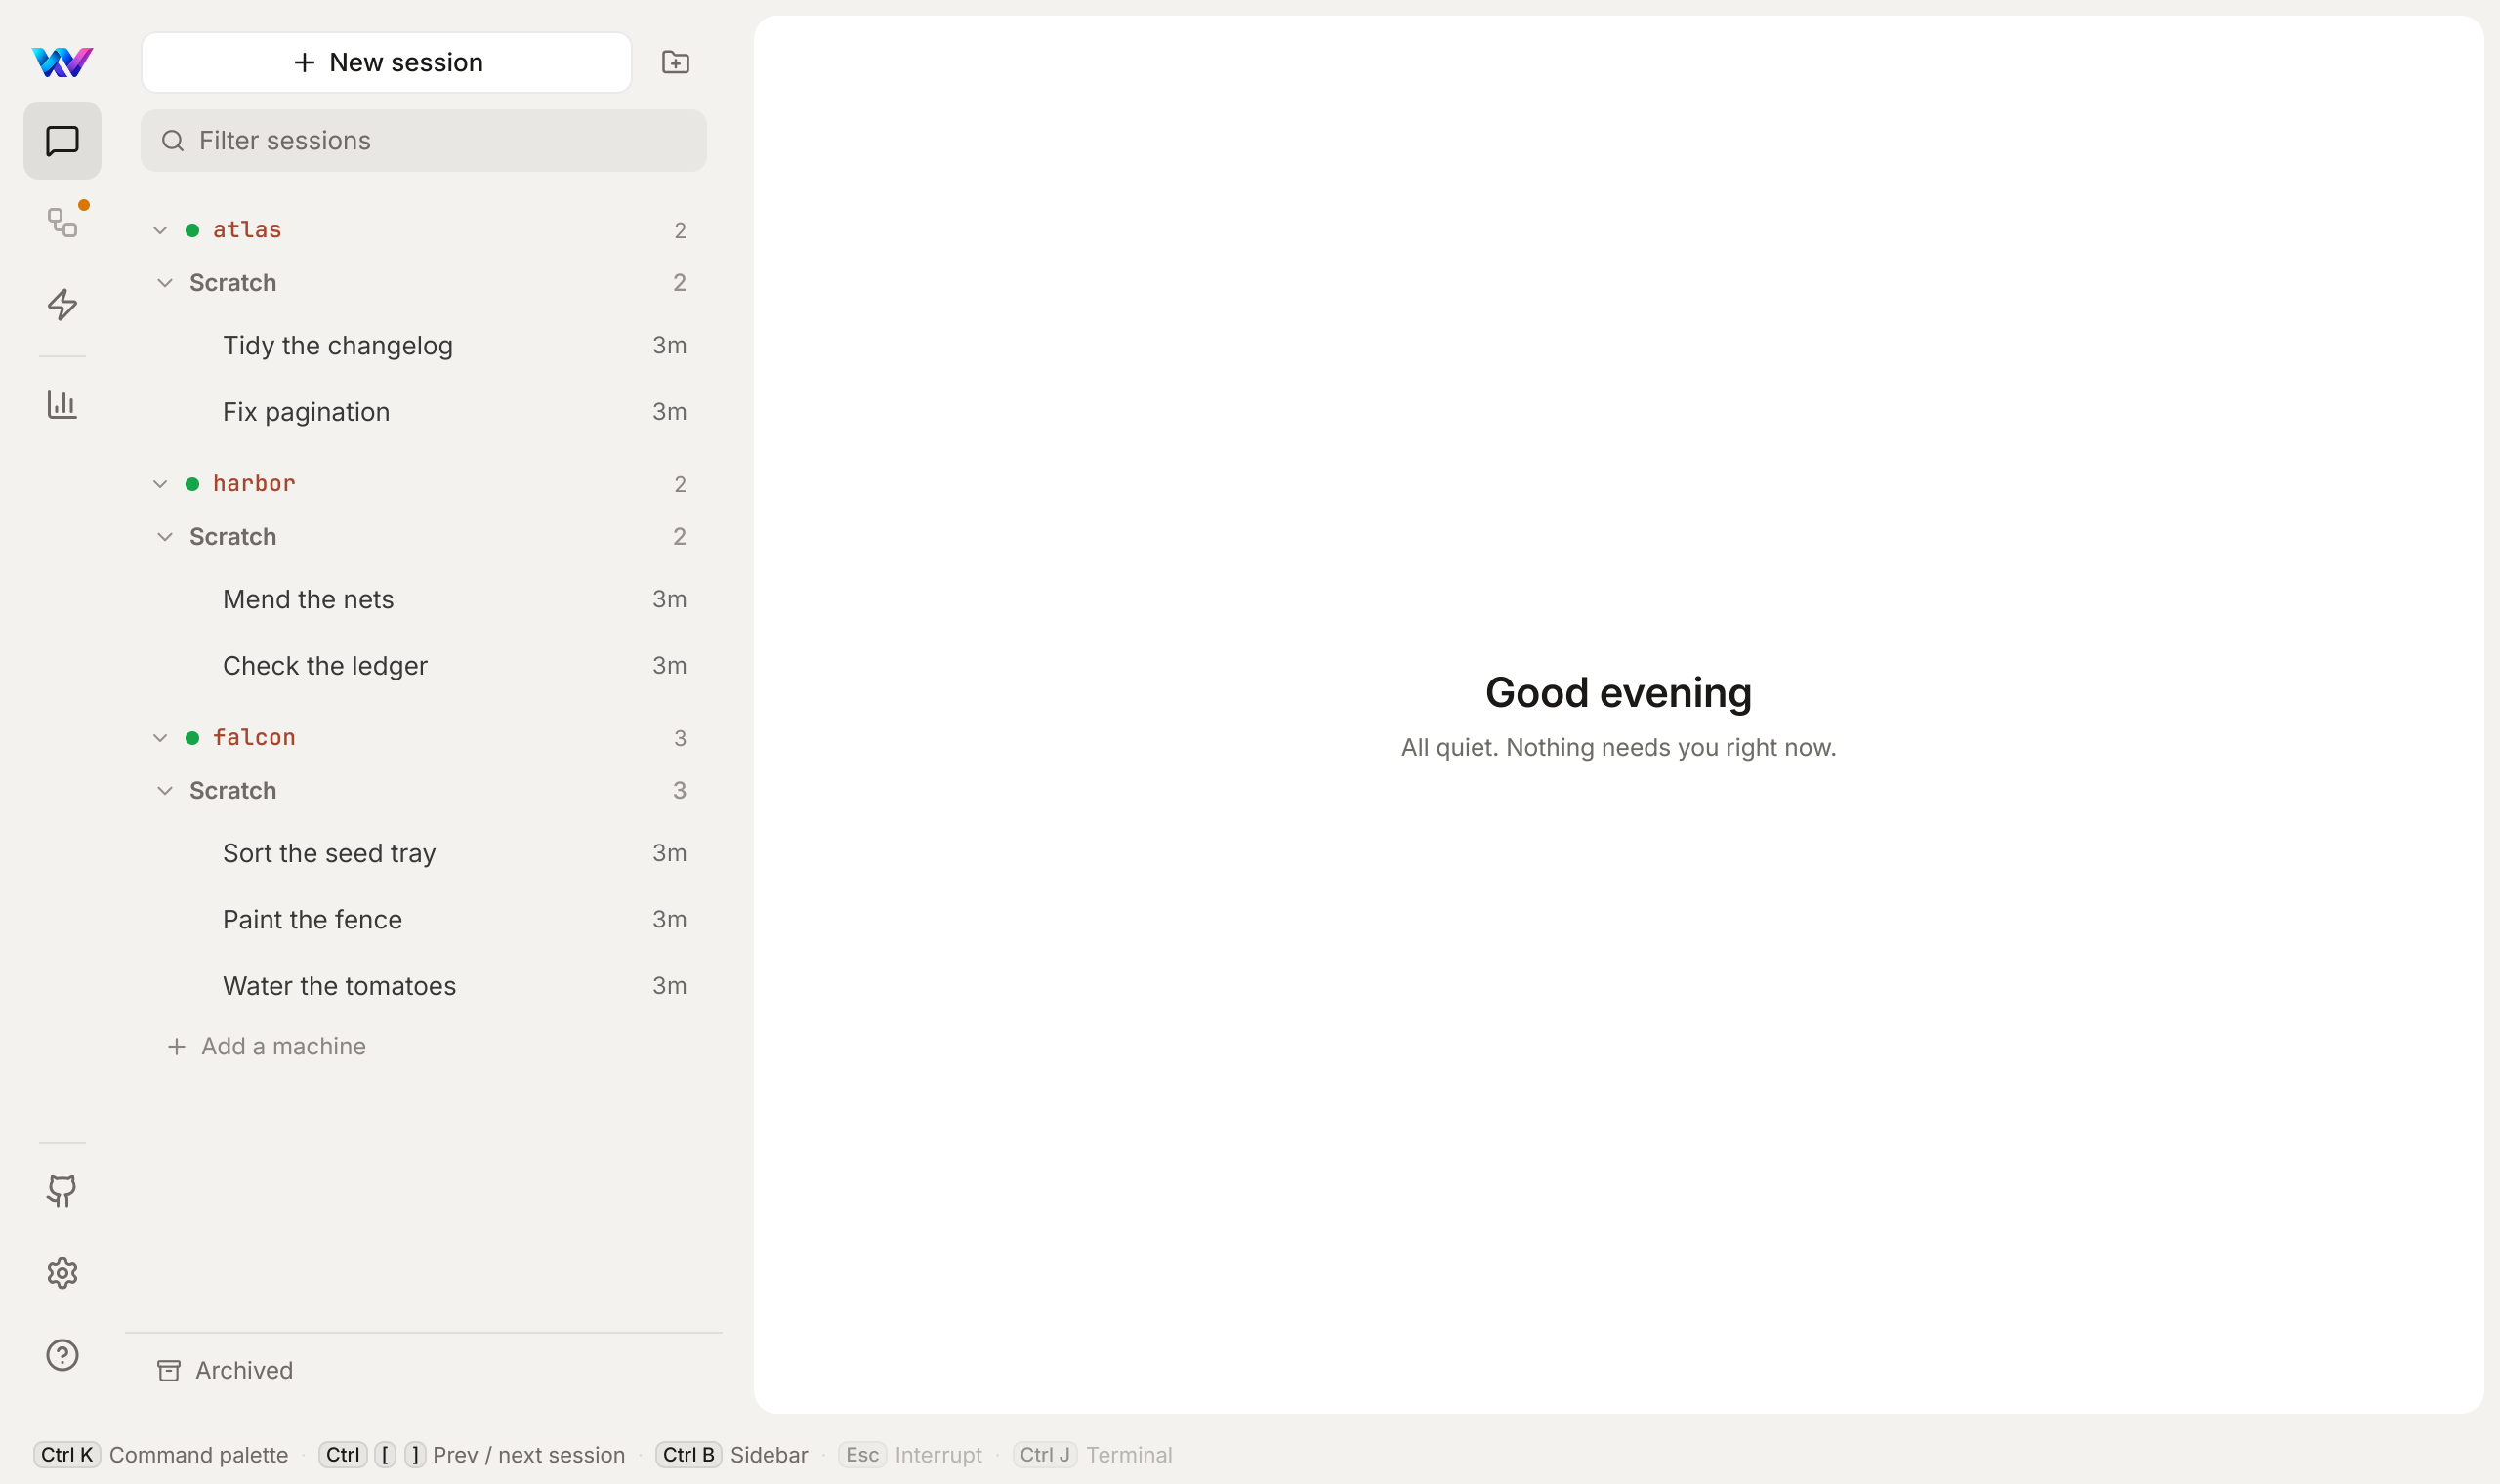 New session
Filter sessions
atlas 2
Scratch 2
Tidy the changelog 3m
Fix pagination 3m
harbor 2
Scratch 2
Mend the nets 3m
Check the ledger 3m
falcon 3
Scratch 3
Sort the seed tray 3m
Paint the fence 3m
Water the tomatoes 3m
Add a machine
Archived
Good evening
All quiet. Nothing needs you right now.
Ctrl K Command palette · Ctrl [ ] Prev / next session · Ctrl B Sidebar · Esc Interrupt · Ctrl J Terminal